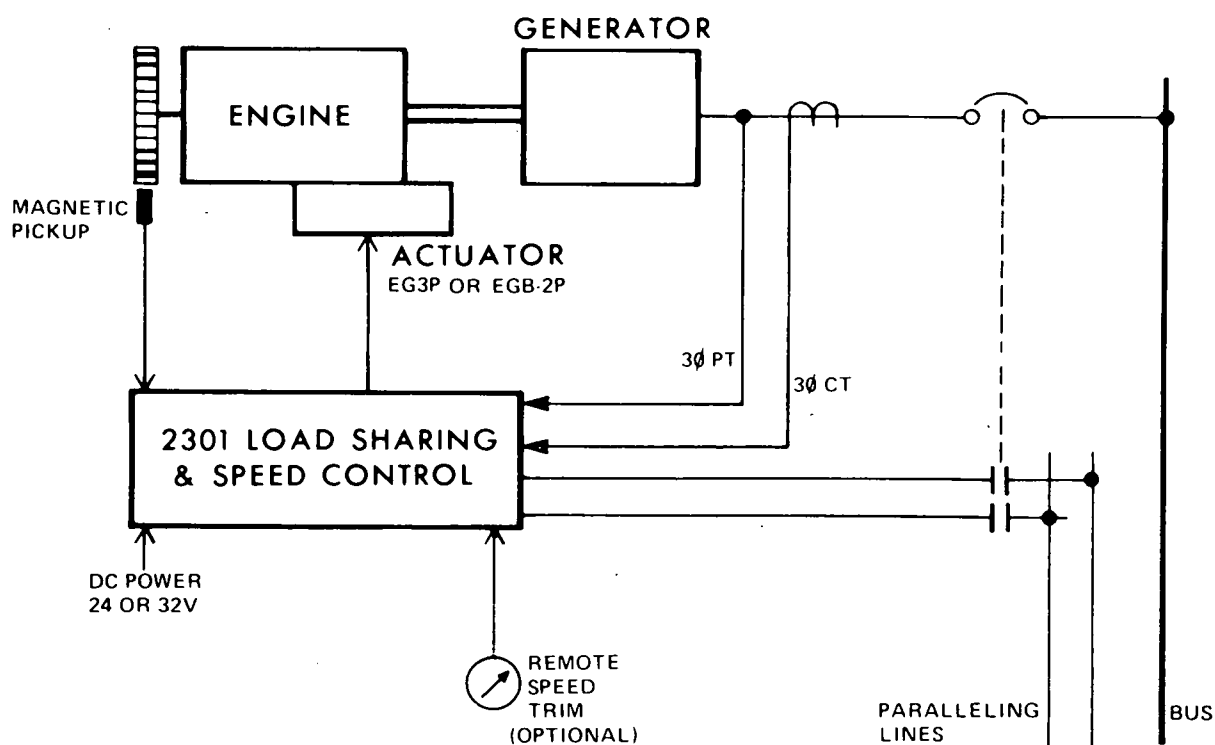 GENERATOR
ENGINE
MAGNETIC
PICKUP
ACTUATOR
EG3P OR EGB-2P
3Ø PT
3Ø CT
2301 LOAD SHARING
& SPEED CONTROL
DC POWER
24 OR 32V
REMOTE
SPEED
TRIM
(OPTIONAL)
PARALLELING
LINES
BUS